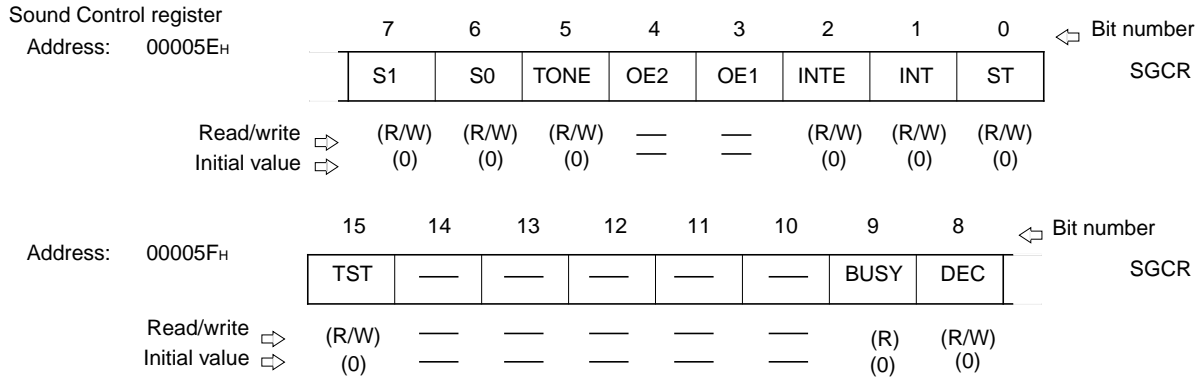 Sound Control register
Address: 00005EH
7 6 5 4 3 2 1 0 Bit number
S1 S0 TONE OE2 OE1 INTE INT ST SGCR
Read/write (R/W) (R/W) (R/W) — — (R/W) (R/W) (R/W)
Initial value (0) (0) (0) — — (0) (0) (0)
15 14 13 12 11 10 9 8 Bit number
Address: 00005FH
TST — — — — — BUSY DEC SGCR
Read/write (R/W) — — — — — (R) (R/W)
Initial value (0) — — — — — (0) (0)